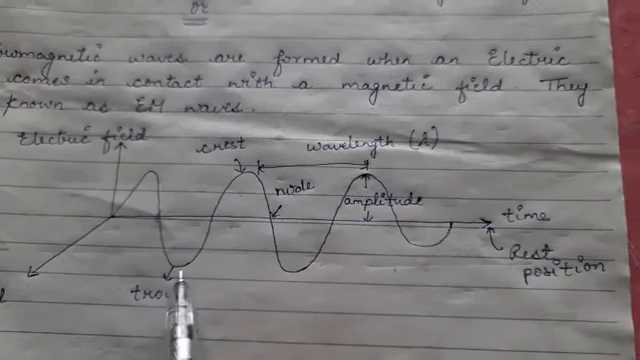 or
magnetic waves are formed when an Electric
comes in contact with a magnetic field. They
known as EM waves.
Electric field
crest
wavelength (λ)
node
amplitude
time
Rest
position